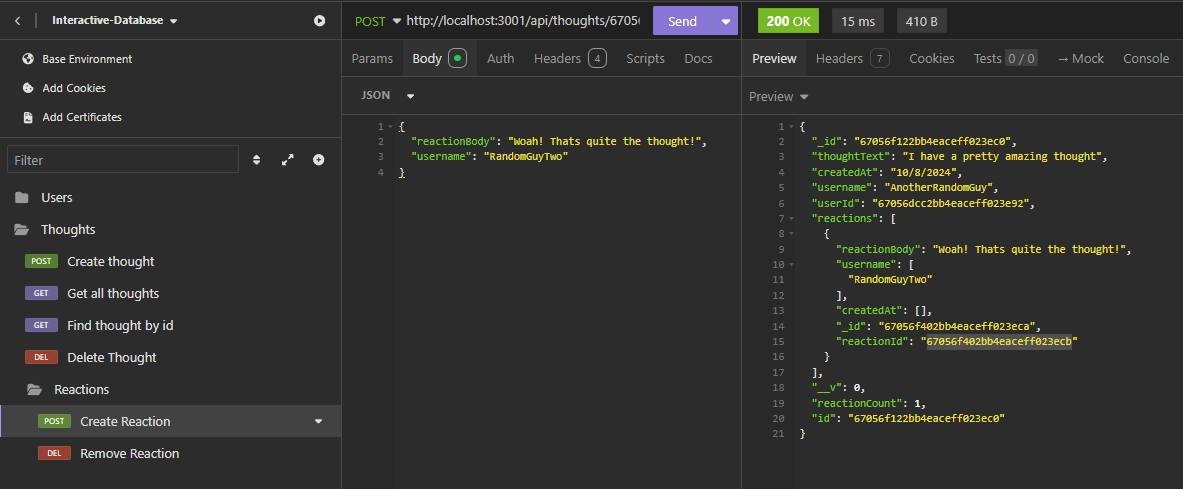 Interactive-Database
Base Environment
Add Cookies
Add Certificates
Filter
Users
Thoughts
POST Create thought
GET Get all thoughts
GET Find thought by id
DEL Delete Thought
Reactions
POST Create Reaction
DEL Remove Reaction
POST http://localhost:3001/api/thoughts/6705 Send
Params Body Auth Headers 4 Scripts Docs
JSON
1 {
2 "reactionBody": "Woah! Thats quite the thought!",
3 "username": "RandomGuyTwo"
4 }
200 OK 15 ms 410 B
Preview Headers 7 Cookies Tests 0 / 0 → Mock Console
Preview
1 {
2 "_id": "67056f122bb4eaceff023ec0",
3 "thoughtText": "I have a pretty amazing thought",
4 "createdAt": "10/8/2024",
5 "username": "AnotherRandomGuy",
6 "userId": "67056dcc2bb4eaceff023e92",
7 "reactions": [
8 {
9 "reactionBody": "Woah! Thats quite the thought!",
10 "username": [
11 "RandomGuyTwo"
12 ],
13 "createdAt": [],
14 "_id": "67056f402bb4eaceff023eca",
15 "reactionId": "67056f402bb4eaceff023ecb"
16 }
17 ],
18 "__v": 0,
19 "reactionCount": 1,
20 "id": "67056f122bb4eaceff023ec0"
21 }